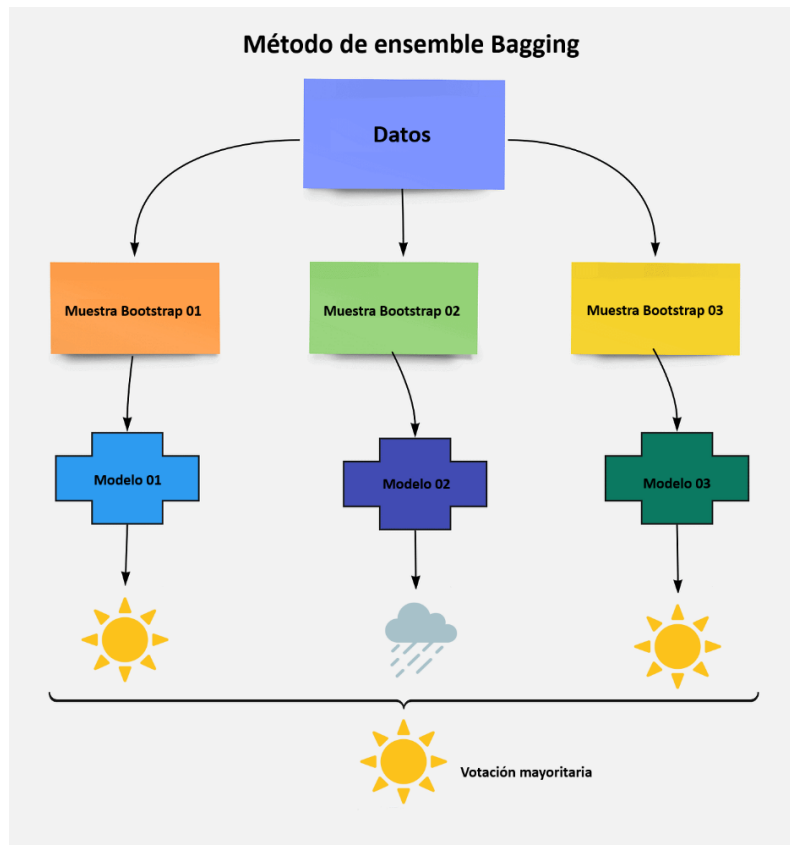 Método de ensemble Bagging
Datos
Muestra Bootstrap 01
Muestra Bootstrap 02
Muestra Bootstrap 03
Modelo 01
Modelo 02
Modelo 03
Votación mayoritaria